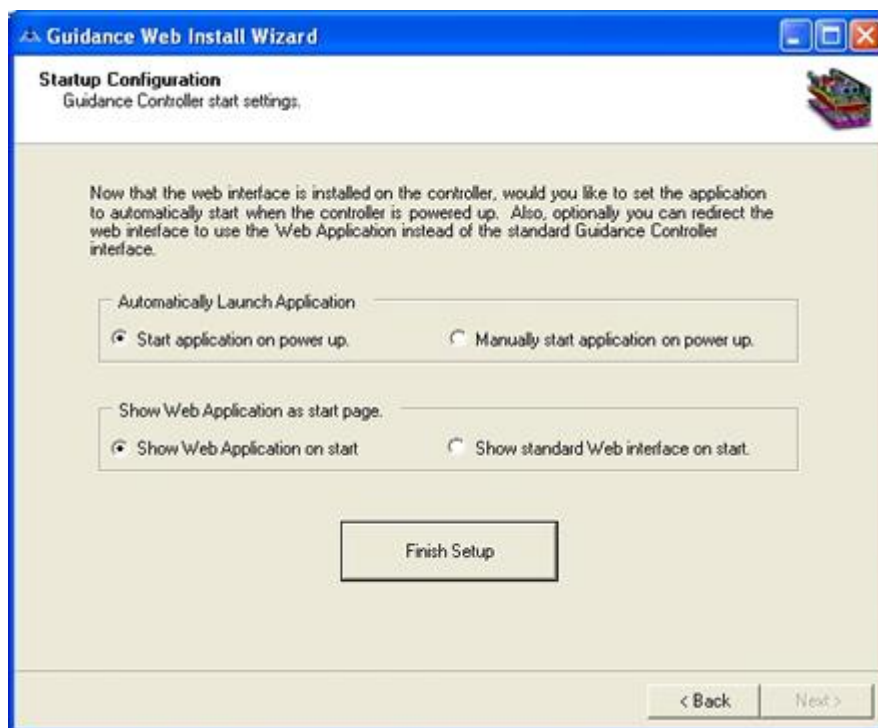 Guidance Web Install Wizard
Startup Configuration
Guidance Controller start settings.
Now that the web interface is installed on the controller, would you like to set the application
to automatically start when the controller is powered up. Also, optionally you can redirect the
web interface to use the Web Application instead of the standard Guidance Controller
interface.
Automatically Launch Application
Start application on power up. Manually start application on power up.
Show Web Application as start page.
Show Web Application on start Show standard Web interface on start.
Finish Setup
< Back Next >